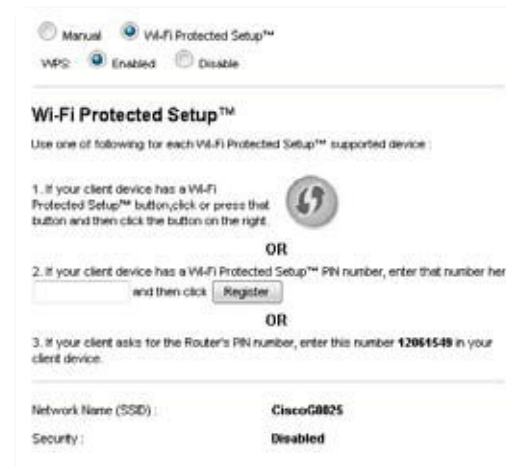 Manual Wi-Fi Protected Setup™
WPS: Enabled Disable
Wi-Fi Protected Setup™
Use one of following for each Wi-Fi Protected Setup™ supported device :
1. If your client device has a Wi-Fi
Protected Setup™ button,click or press that
button and then click the button on the right.
OR
2. If your client device has a Wi-Fi Protected Setup™ PIN number, enter that number her
and then click Register
OR
3. If your client asks for the Router's PIN number, enter this number 12061549 in your
client device.
Network Name (SSID) : CiscoG0025
Security : Disabled